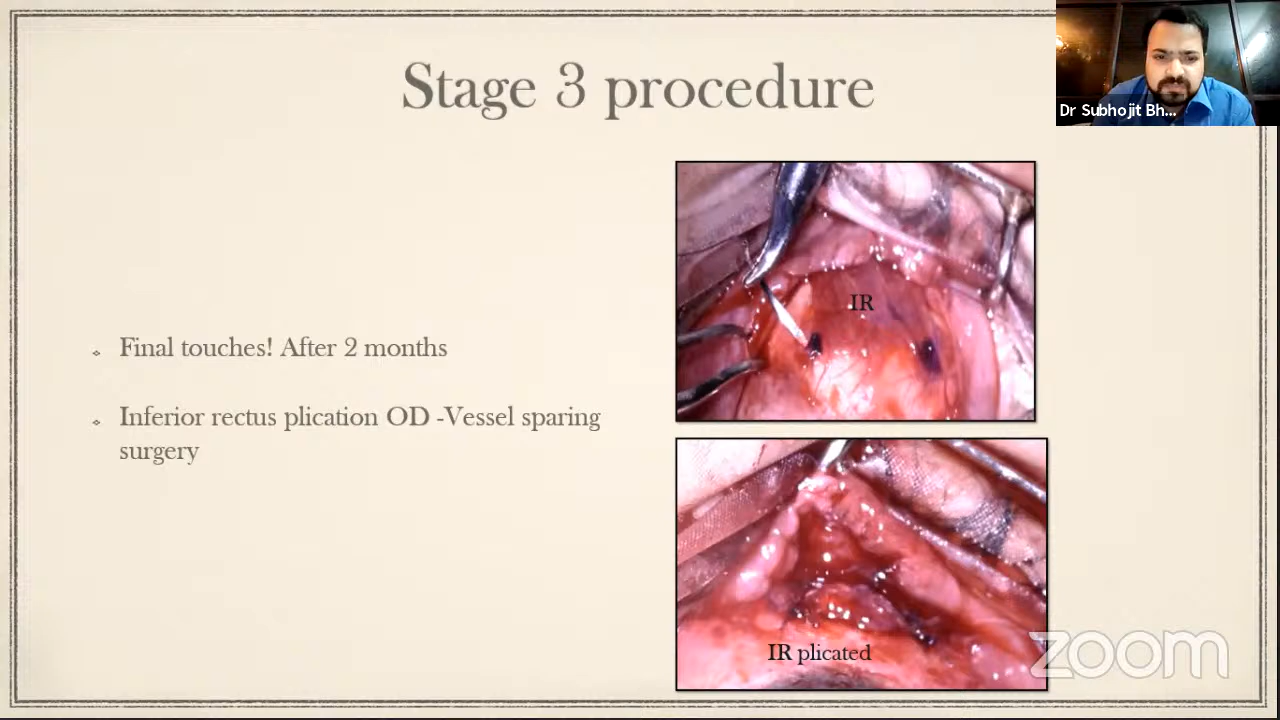 Stage 3 procedure
Dr Subhojit Bh...
IR
Final touches! After 2 months
Inferior rectus plication OD -Vessel sparing
surgery
IR plicated
zoom